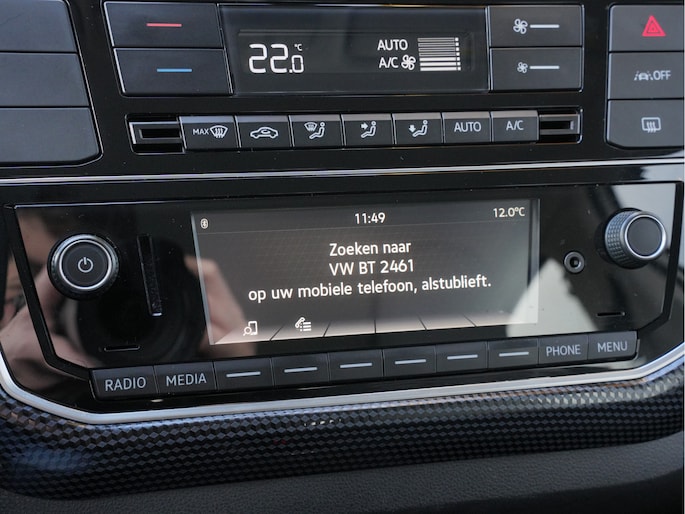 22.0 °C
AUTO
A/C
OFF
MAX
AUTO
A/C
11:49
12.0°C
Zoeken naar
VW BT 2461
op uw mobiele telefoon, alstublieft.
RADIO
MEDIA
PHONE
MENU